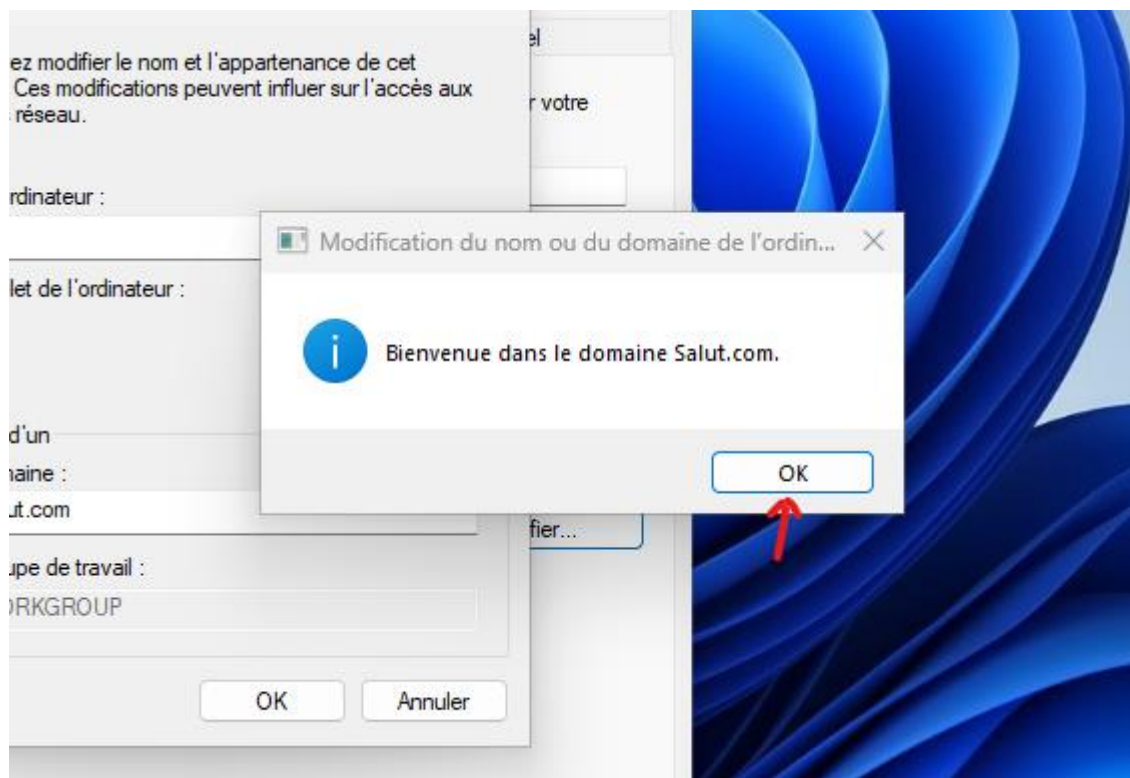 el
ez modifier le nom et l'appartenance de cet
Ces modifications peuvent influer sur l'accès aux
réseau.
r votre
rdinateur :
Modification du nom ou du domaine de l'ordin...
let de l'ordinateur :
Bienvenue dans le domaine Salut.com.
d'un
naine :
OK
ut.com
fier...
upe de travail :
ORKGROUP
OK Annuler